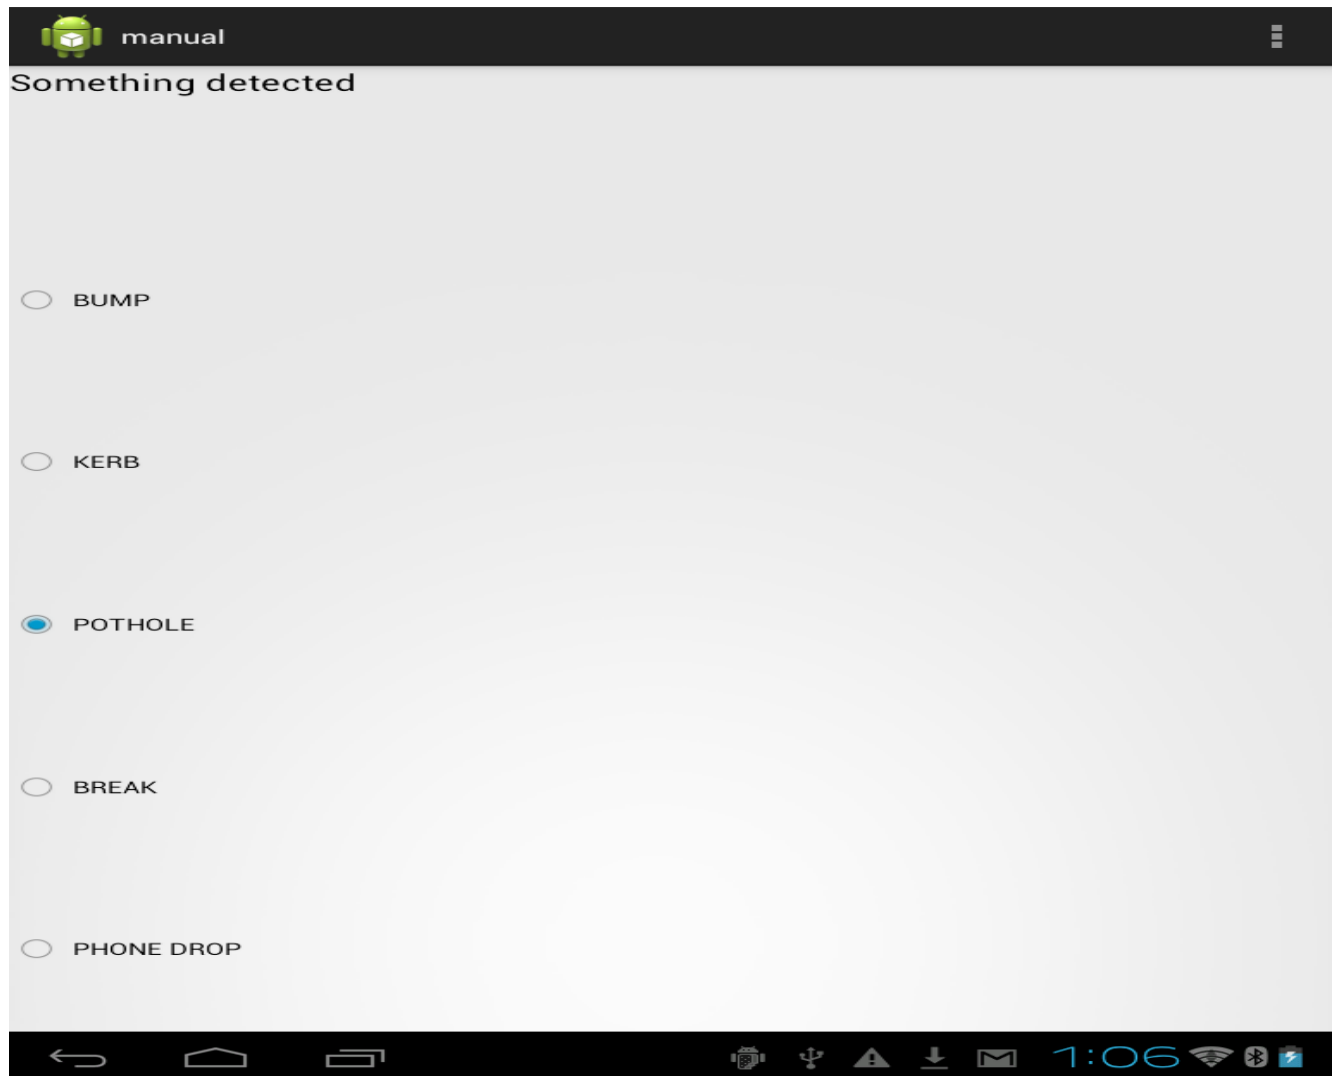 manual
Something detected
BUMP
KERB
POTHOLE
BREAK
PHONE DROP
1:06